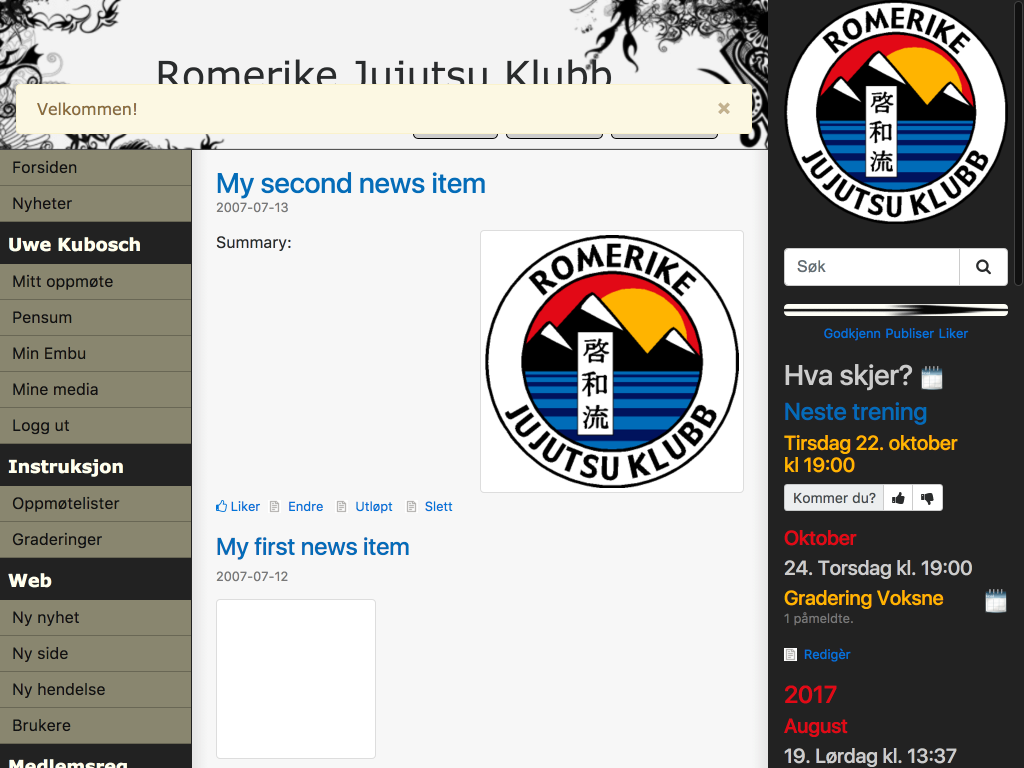 Romerike Jujutsu Klubb
Velkommen!
×
Forsiden
Nyheter
Uwe Kubosch
Mitt oppmøte
Pensum
Min Embu
Mine media
Logg ut
Instruksjon
Oppmøtelister
Graderinger
Web
Ny nyhet
Ny side
Ny hendelse
Brukere
Medlemsreg
My second news item
2007-07-13
Summary:
ROMERIKE
啓和流
JUJUTSU KLUBB
Liker Endre Utløpt Slett
My first news item
2007-07-12
ROMERIKE
啓和流
JUJUTSU KLUBB
Søk
Godkjenn Publiser Liker
Hva skjer?
Neste trening
Tirsdag 22. oktober
kl 19:00
Kommer du?
Oktober
24. Torsdag kl. 19:00
Gradering Voksne
1 påmeldte.
Redigèr
2017
August
19. Lørdag kl. 13:37